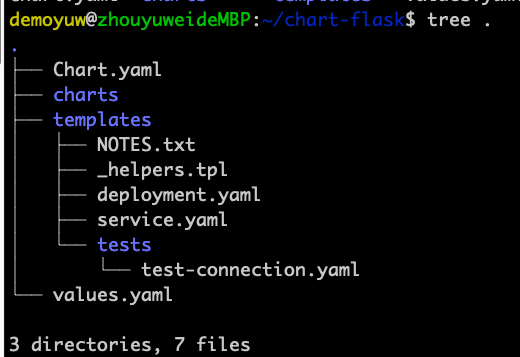 demoyuw@zhouyuweideMBP:~/chart-flask$ tree .
.
├── Chart.yaml
├── charts
├── templates
│   ├── NOTES.txt
│   ├── _helpers.tpl
│   ├── deployment.yaml
│   ├── service.yaml
│   └── tests
│       └── test-connection.yaml
└── values.yaml
3 directories, 7 files